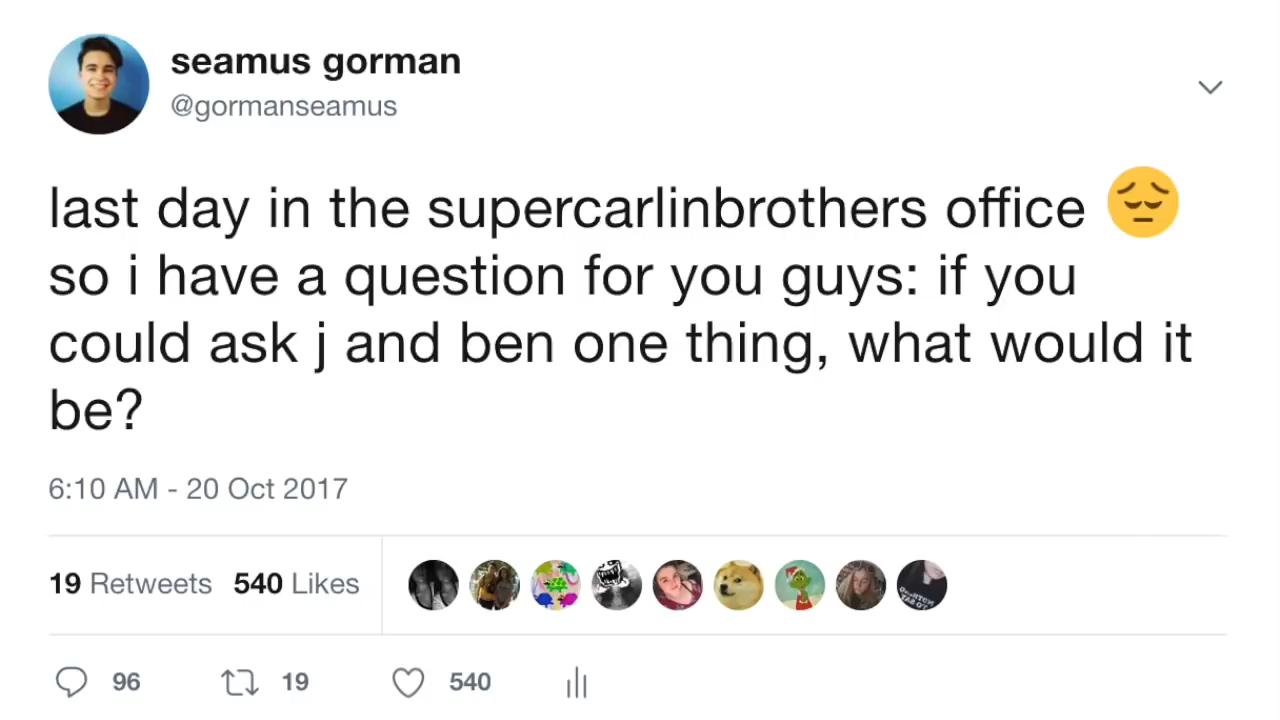 seamus gorman
@gormanseamus
last day in the supercarlinbrothers office 😔
so i have a question for you guys: if you
could ask j and ben one thing, what would it
be?
6:10 AM - 20 Oct 2017
19 Retweets 540 Likes
96 19 540